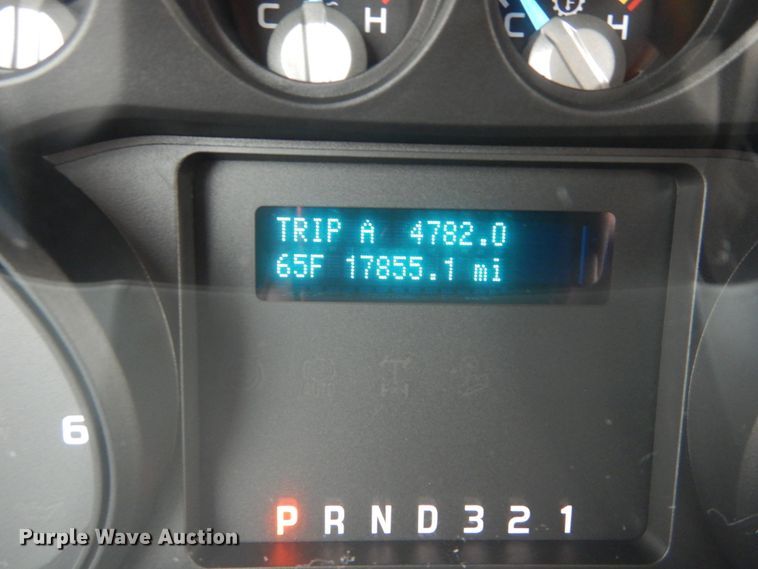 C H C F H
TRIP A 4782.0
65F 17855.1 mi
6
P R N D 3 2 1
Purple Wave Auction